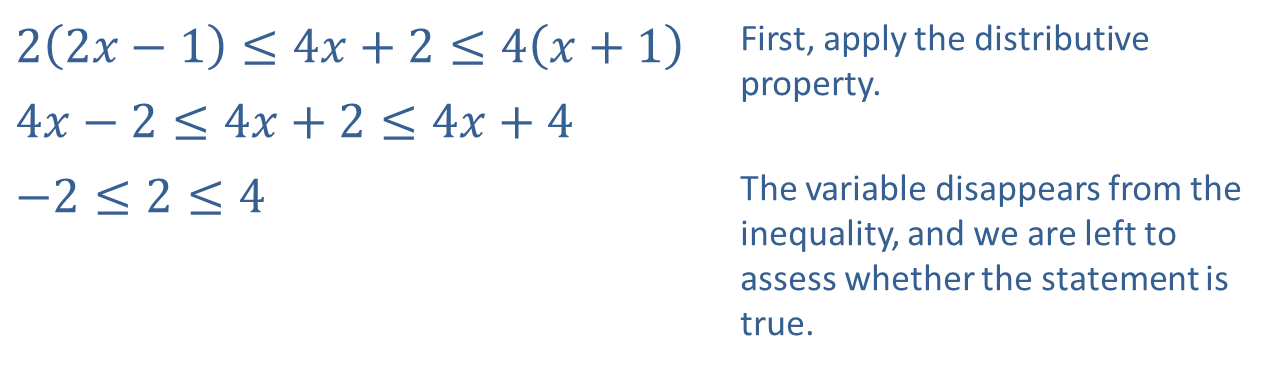 2(2x − 1) ≤ 4x + 2 ≤ 4(x + 1)
4x − 2 ≤ 4x + 2 ≤ 4x + 4
−2 ≤ 2 ≤ 4
First, apply the distributive
property.
The variable disappears from the
inequality, and we are left to
assess whether the statement is
true.